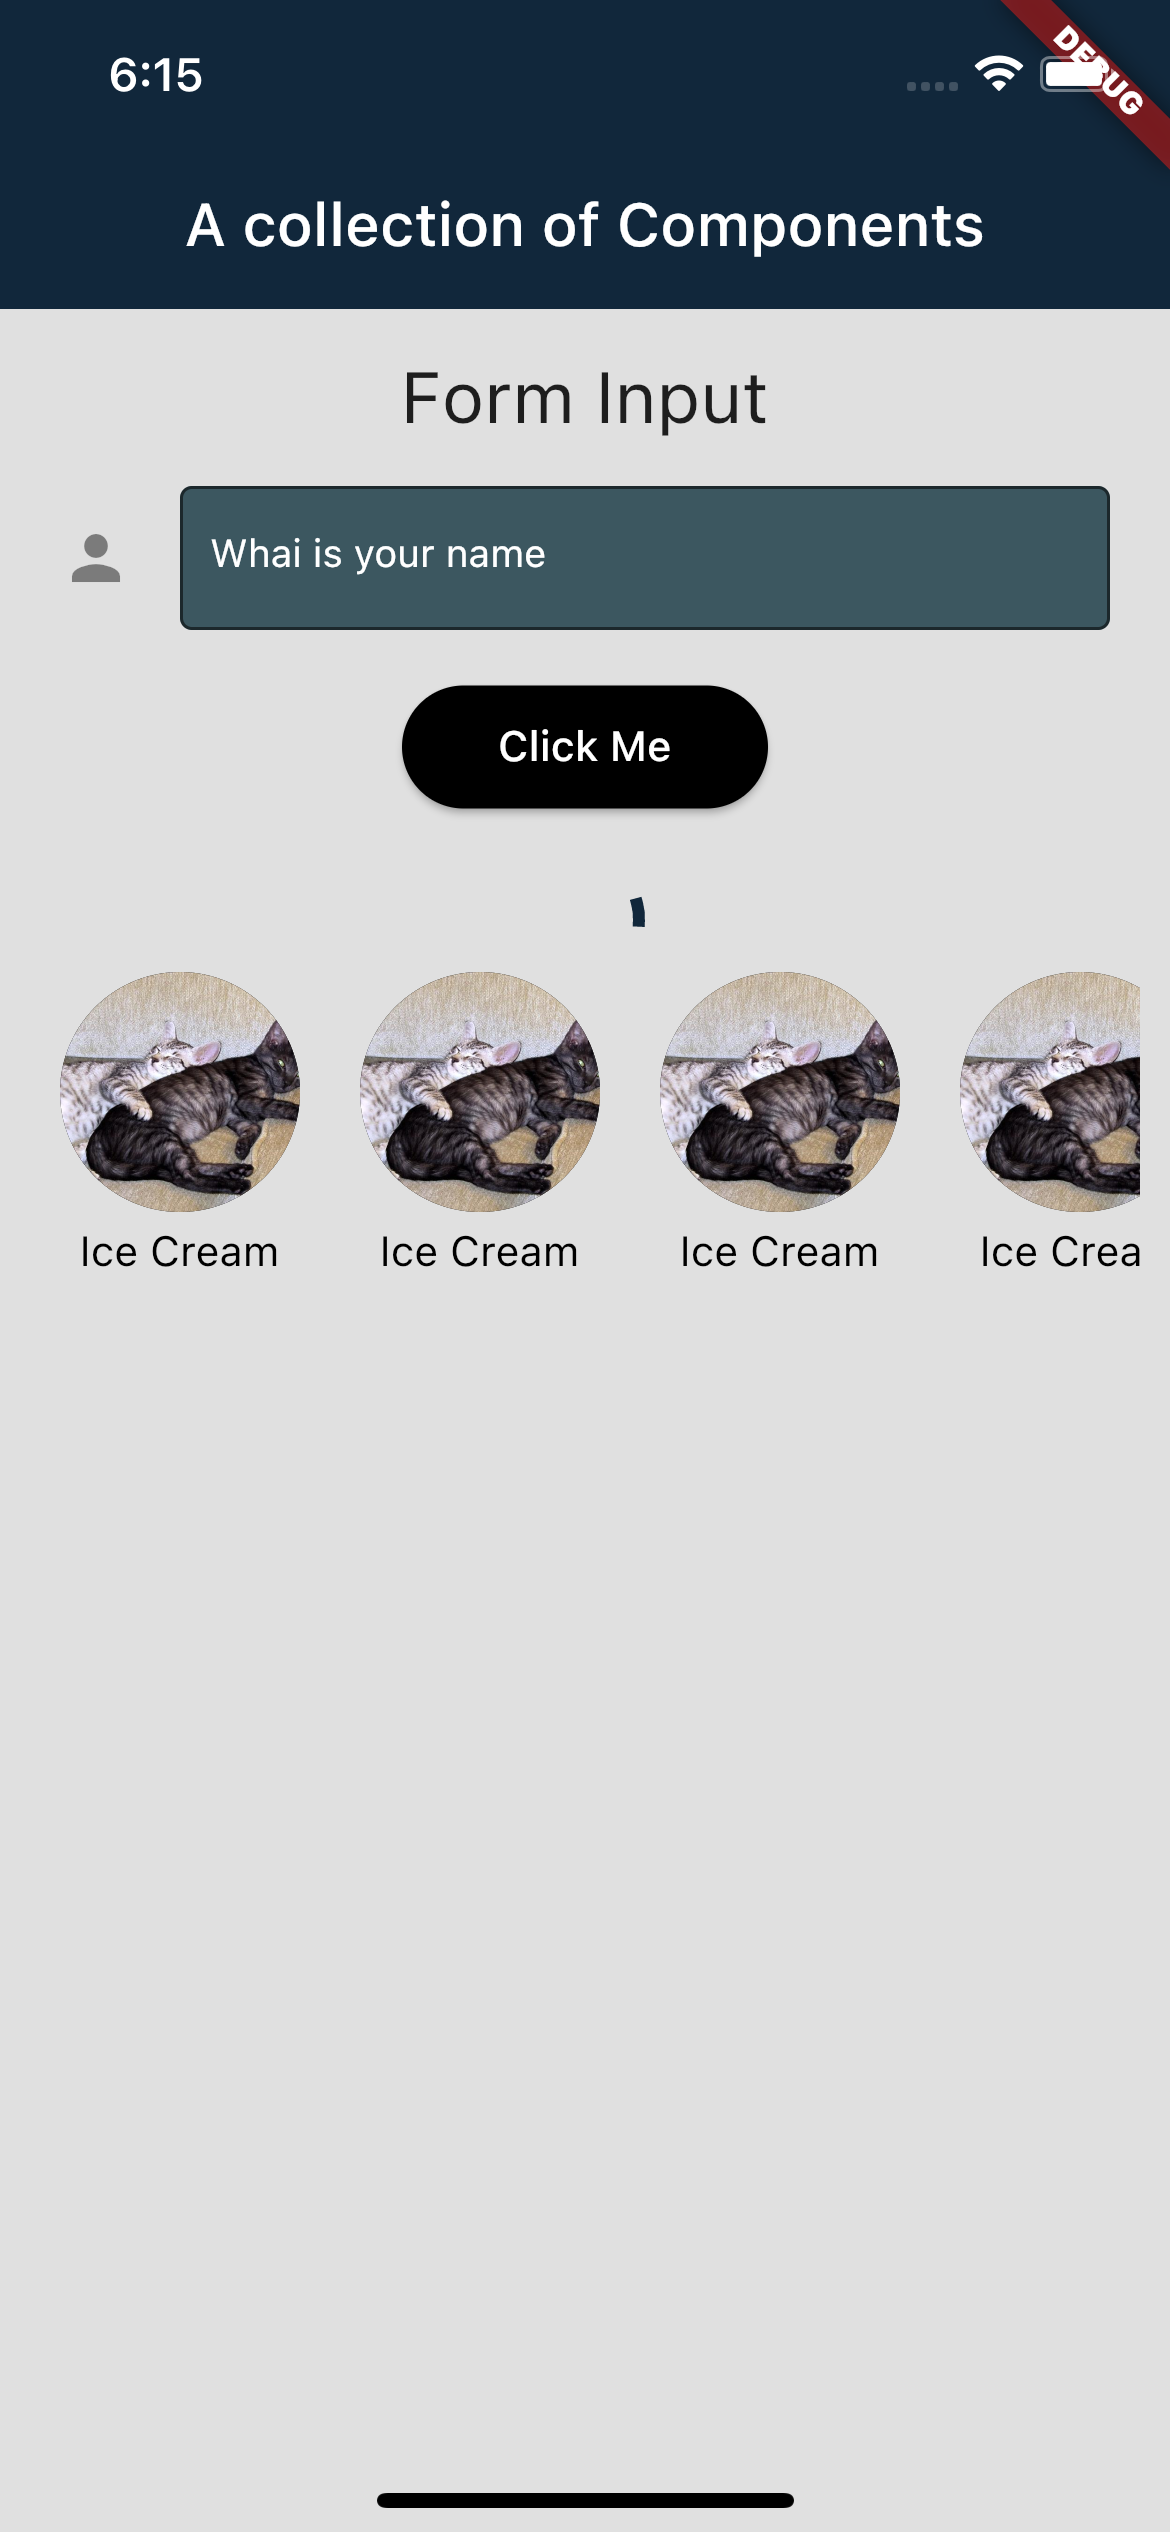 6:15
DEBUG
A collection of Components
Form Input
Whai is your name
Click Me
Ice Cream Ice Cream Ice Cream Ice Crea